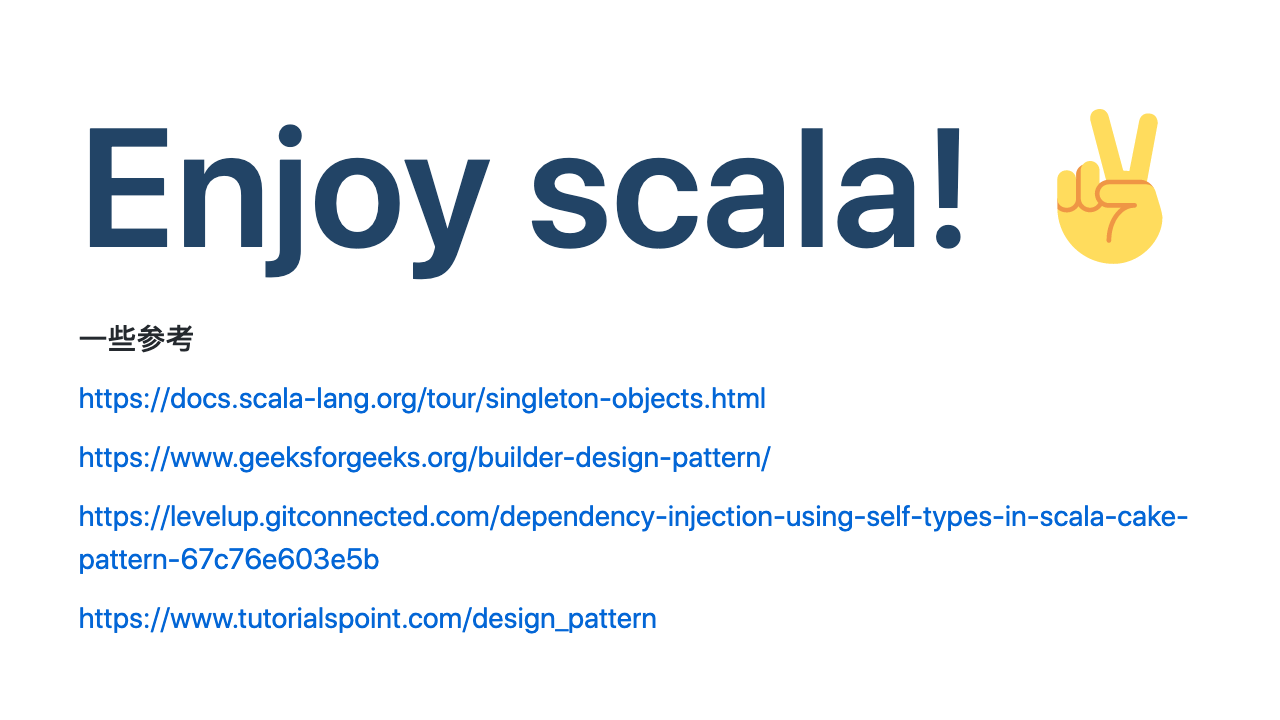 Enjoy scala! ✌
一些参考
https://docs.scala-lang.org/tour/singleton-objects.html
https://www.geeksforgeeks.org/builder-design-pattern/
https://levelup.gitconnected.com/dependency-injection-using-self-types-in-scala-cake-
pattern-67c76e603e5b
https://www.tutorialspoint.com/design_pattern